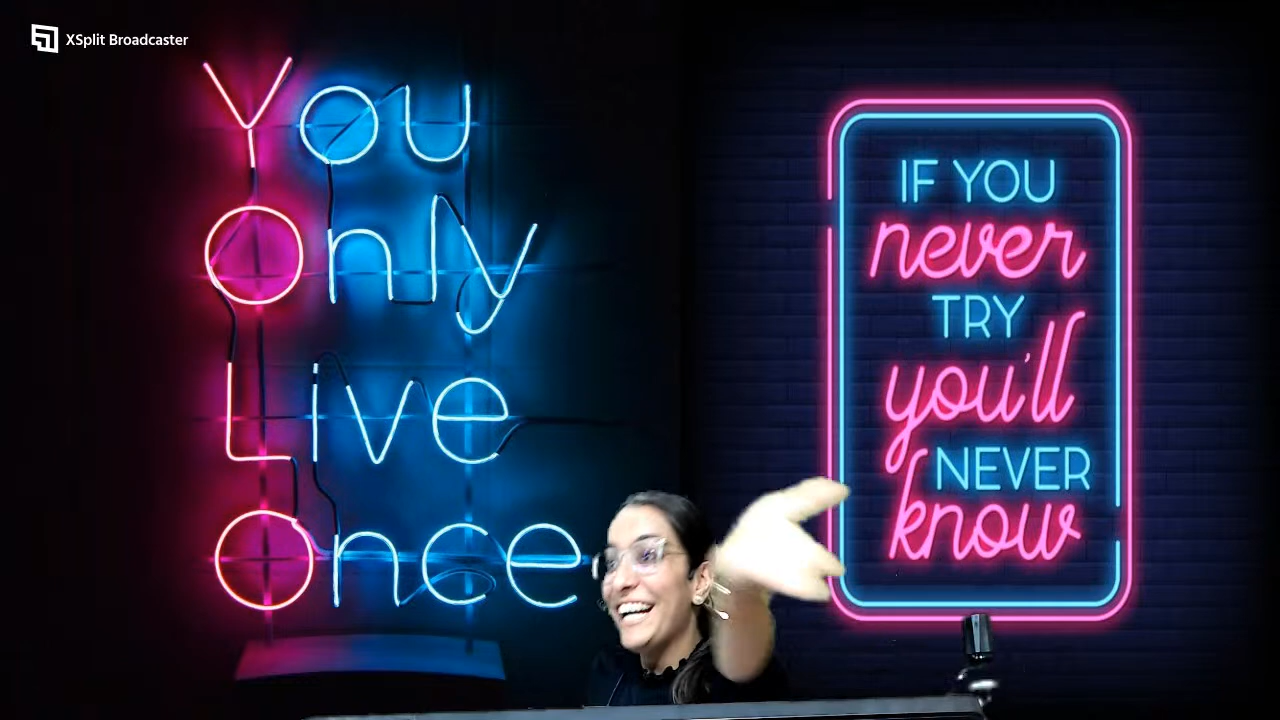 XSplit Broadcaster
You
Only
Live
Once
IF YOU
never
TRY
you'll
NEVER
know